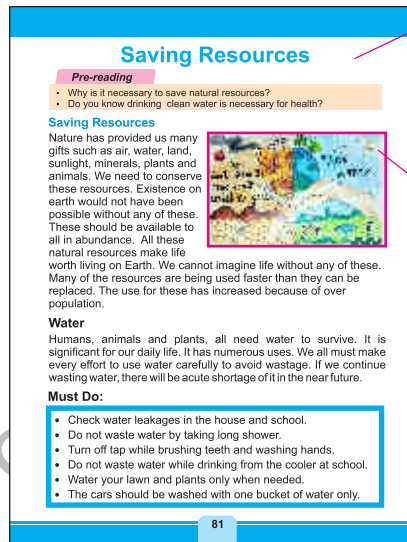 Saving Resources
Pre-reading
• Why is it necessary to save natural resources?
• Do you know drinking clean water is necessary for health?
Saving Resources
Nature has provided us many
gifts such as air, water, land,
sunlight, minerals, plants and
animals. We need to conserve
these resources. Existence on
earth would not have been
possible without any of these.
These should be available to
all in abundance. All these
natural resources make life
worth living on Earth. We cannot imagine life without any of these.
Many of the resources are being used faster than they can be
replaced. The use for these has increased because of over
population.
Water
Humans, animals and plants, all need water to survive. It is
significant for our daily life. It has numerous uses. We all must make
every effort to use water carefully to avoid wastage. If we continue
wasting water, there will be acute shortage of it in the near future.
Must Do:
• Check water leakages in the house and school.
• Do not waste water by taking long shower.
• Turn off tap while brushing teeth and washing hands.
• Do not waste water while drinking from the cooler at school.
• Water your lawn and plants only when needed.
• The cars should be washed with one bucket of water only.
81